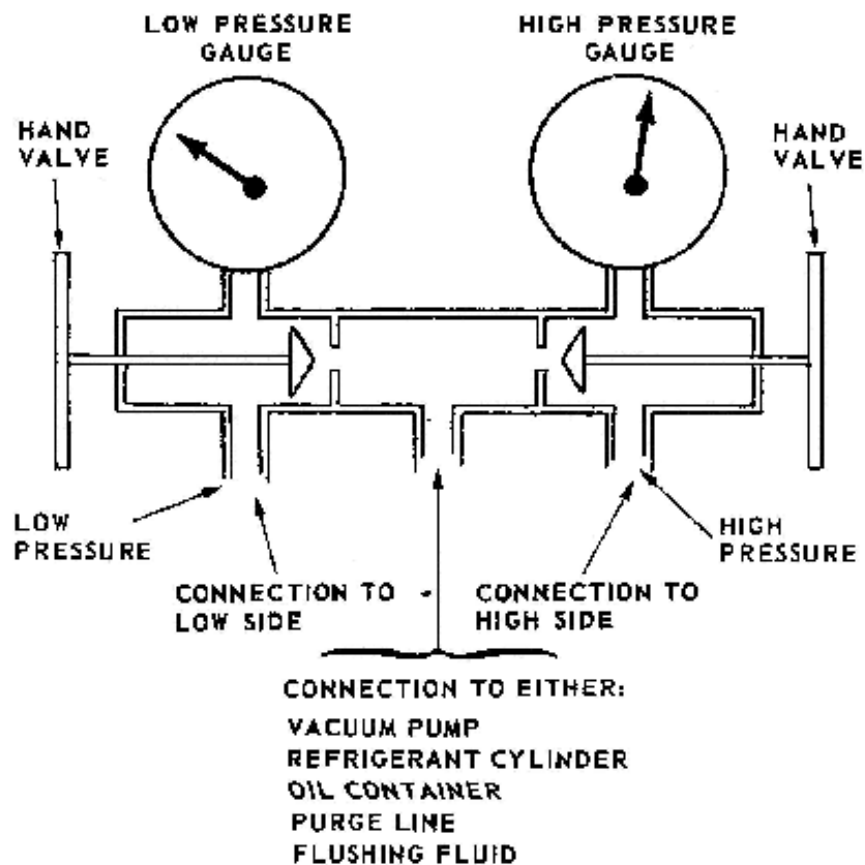 LOW PRESSURE
GAUGE
HIGH PRESSURE
GAUGE
HAND
VALVE
HAND
VALVE
LOW
PRESSURE
HIGH
PRESSURE
CONNECTION TO
LOW SIDE
CONNECTION TO
HIGH SIDE
CONNECTION TO EITHER:
VACUUM PUMP
REFRIGERANT CYLINDER
OIL CONTAINER
PURGE LINE
FLUSHING FLUID